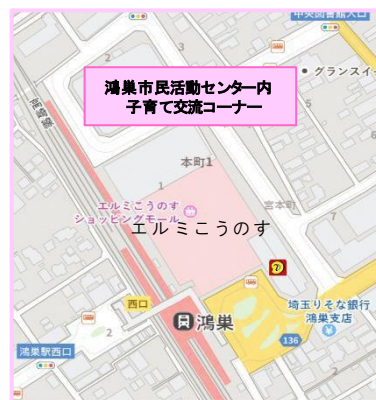 中央図書館入口
3
2
グランスイ
鴻巣市民活動センター内
子育て交流コーナー
5
高崎線
本町1
1
宮本町
エルミこうのす
ショッピングモール
エルミこうのす
7
西口
埼玉りそな銀行
鴻巣支店
鴻巣
136
鴻巣駅西口
2